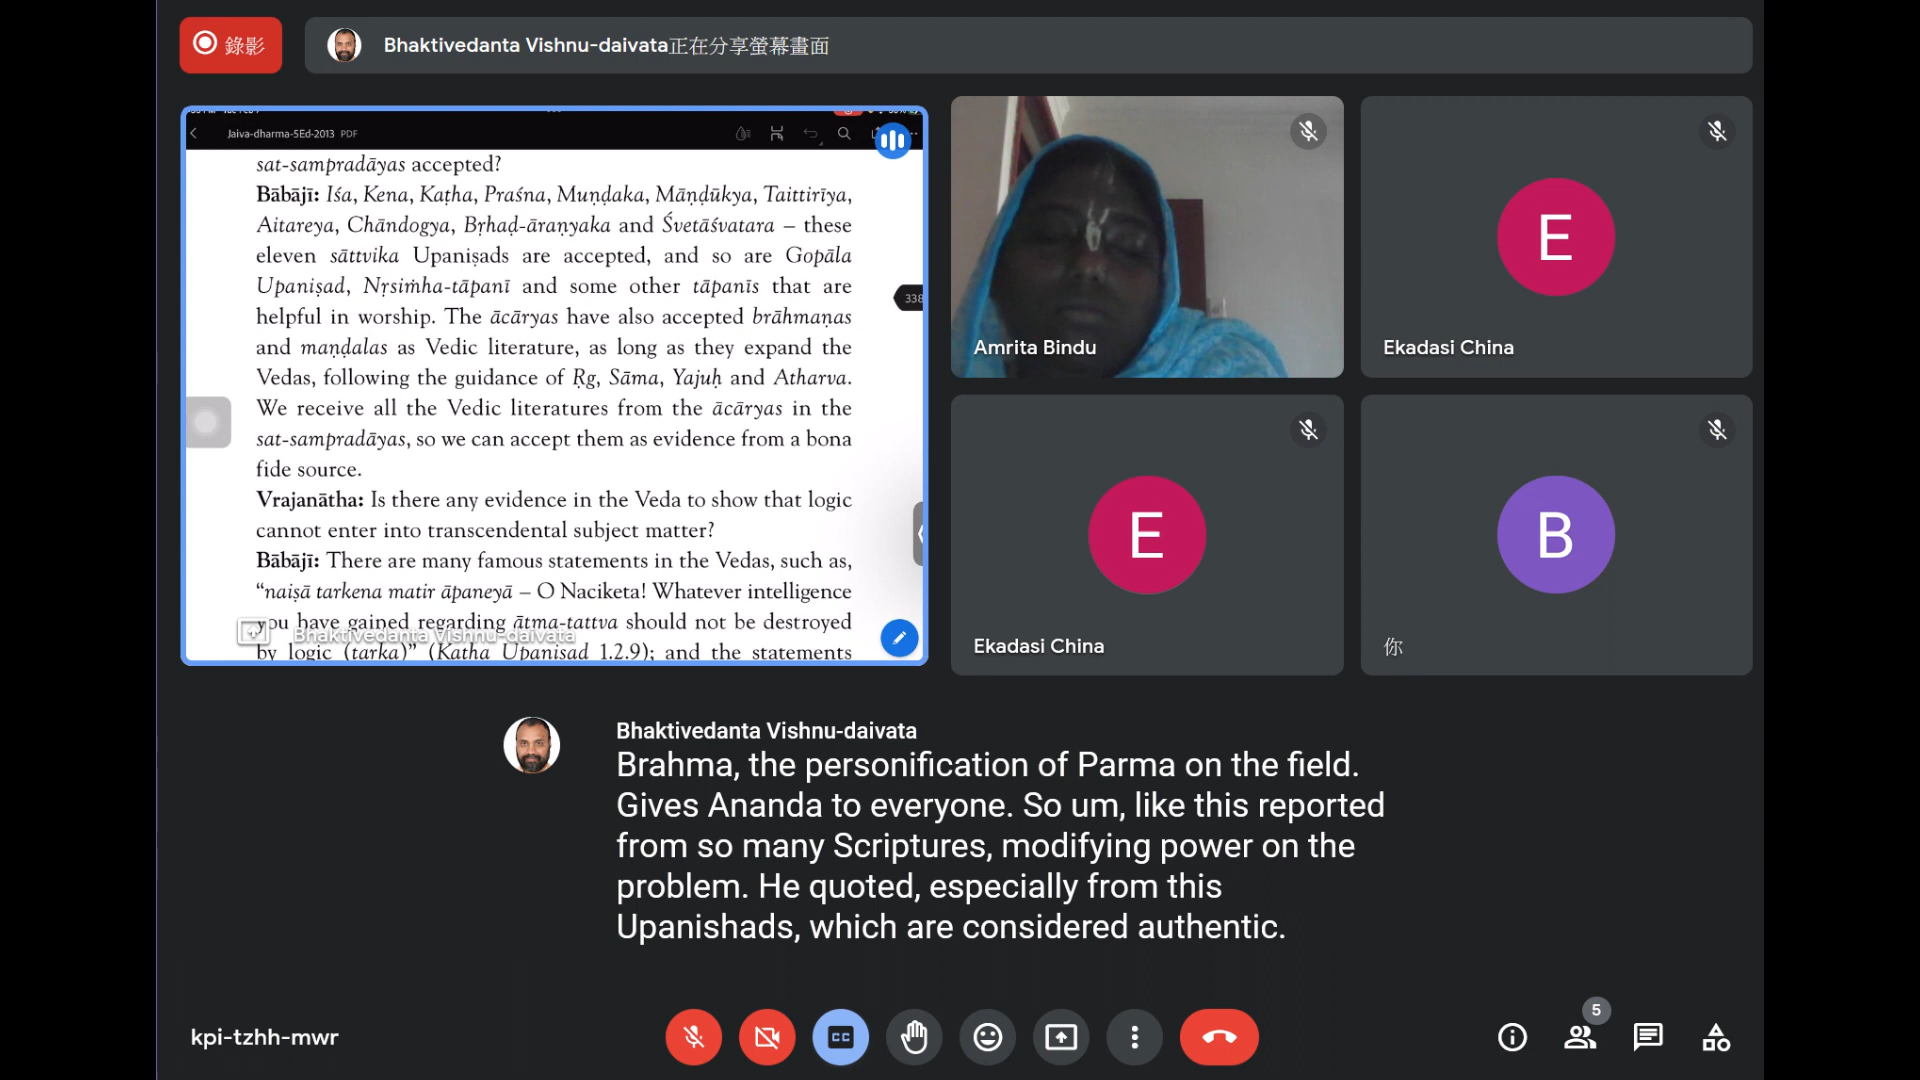 錄影
Bhaktivedanta Vishnu-daivata正在分享螢幕畫面
Jaiva-dharma-5Ed-2013 PDF
sat-sampradāyas accepted?
Bābājī: Iśa, Kena, Kaṭha, Praśna, Muṇḍaka, Māṇḍūkya, Taittirīya,
Aitareya, Chāndogya, Bṛhad-āraṇyaka and Śvetāśvatara – these
eleven sāttvika Upaniṣads are accepted, and so are Gopāla
Upaniṣad, Nṛsiṁha-tāpanī and some other tāpanīs that are
helpful in worship. The ācāryas have also accepted brāhmaṇas
and maṇḍalas as Vedic literature, as long as they expand the
Vedas, following the guidance of Ṛg, Sāma, Yajuḥ and Atharva.
We receive all the Vedic literatures from the ācāryas in the
sat-sampradāyas, so we can accept them as evidence from a bona
fide source.
Vrajanātha: Is there any evidence in the Veda to show that logic
cannot enter into transcendental subject matter?
Bābājī: There are many famous statements in the Vedas, such as,
“naiṣā tarkena matir āpaneyā – O Naciketa! Whatever intelligence
you have gained regarding ātma-tattva should not be destroyed
by logic (tarka)” (Kaṭha Upaniṣad 1.2.9); and the statements
338
Bhaktivedanta Vishnu-daivata
Amrita Bindu
E
Ekadasi China
E
Ekadasi China
B
你
Bhaktivedanta Vishnu-daivata
Brahma, the personification of Parma on the field.
Gives Ananda to everyone. So um, like this reported
from so many Scriptures, modifying power on the
problem. He quoted, especially from this
Upanishads, which are considered authentic.
kpi-tzhh-mwr
CC
5